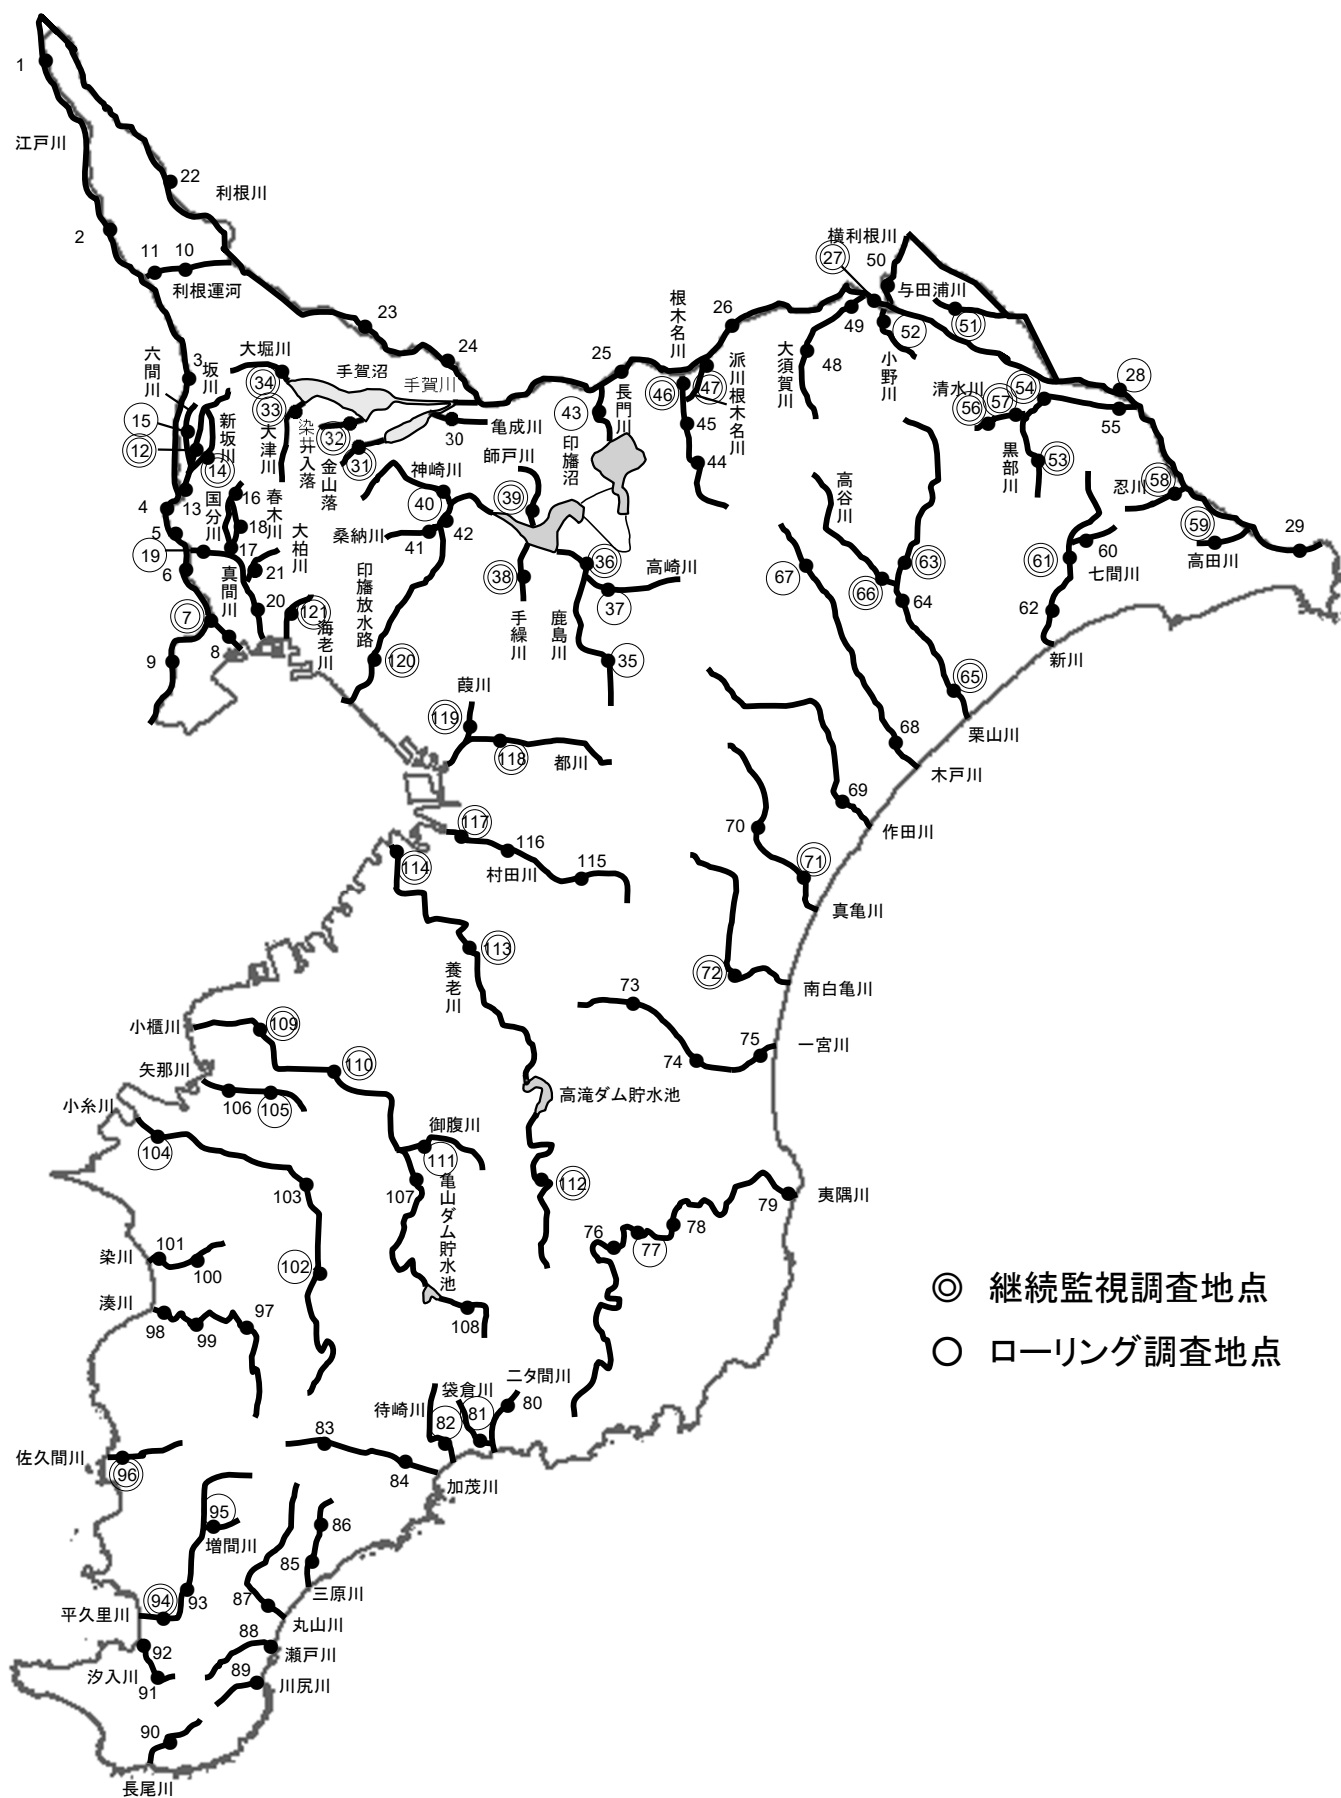 1
江戸川
22
利根川
2
11
10
利根運河
23
24
25
26
横利根川
27
50
与田浦川
51
52
49
48
小野川
大須賀川
根木名川
派川根木名川
46
47
45
44
28
清水川
54
57
56
55
黒部川
53
忍川
58
59
29
高田川
60
七間川
61
62
新川
六間川
3
坂川
大堀川
34
手賀沼
手賀川
33
大津川
染井入落
32
金山落
31
30
亀成川
15
12
新坂川
14
13
4
5
19
6
7
8
9
国分川
16
18
17
春木川
大柏川
21
真間川
20
121
海老川
神崎川
40
桑納川
41
42
印旛放水路
120
師戸川
39
印旛沼
長門川
43
38
手繰川
36
高崎川
37
鹿島川
35
高谷川
63
66
64
65
67
68
栗山川
木戸川
69
作田川
70
71
真亀川
72
南白亀川
73
74
75
一宮川
葭川
119
118
都川
117
116
115
村田川
114
113
養老川
高滝ダム貯水池
112
小櫃川
109
110
矢那川
106
105
小糸川
104
103
102
御腹川
111
107
亀山ダム貯水池
108
染川
101
100
湊川
98
99
97
76
77
78
79
夷隅川
◎ 継続監視調査地点
○ ローリング調査地点
二タ間川
袋倉川
待崎川
80
81
82
83
84
加茂川
佐久間川
96
95
増間川
94
93
平久里川
86
85
三原川
87
丸山川
88
瀬戸川
89
川尻川
92
汐入川
91
90
長尾川